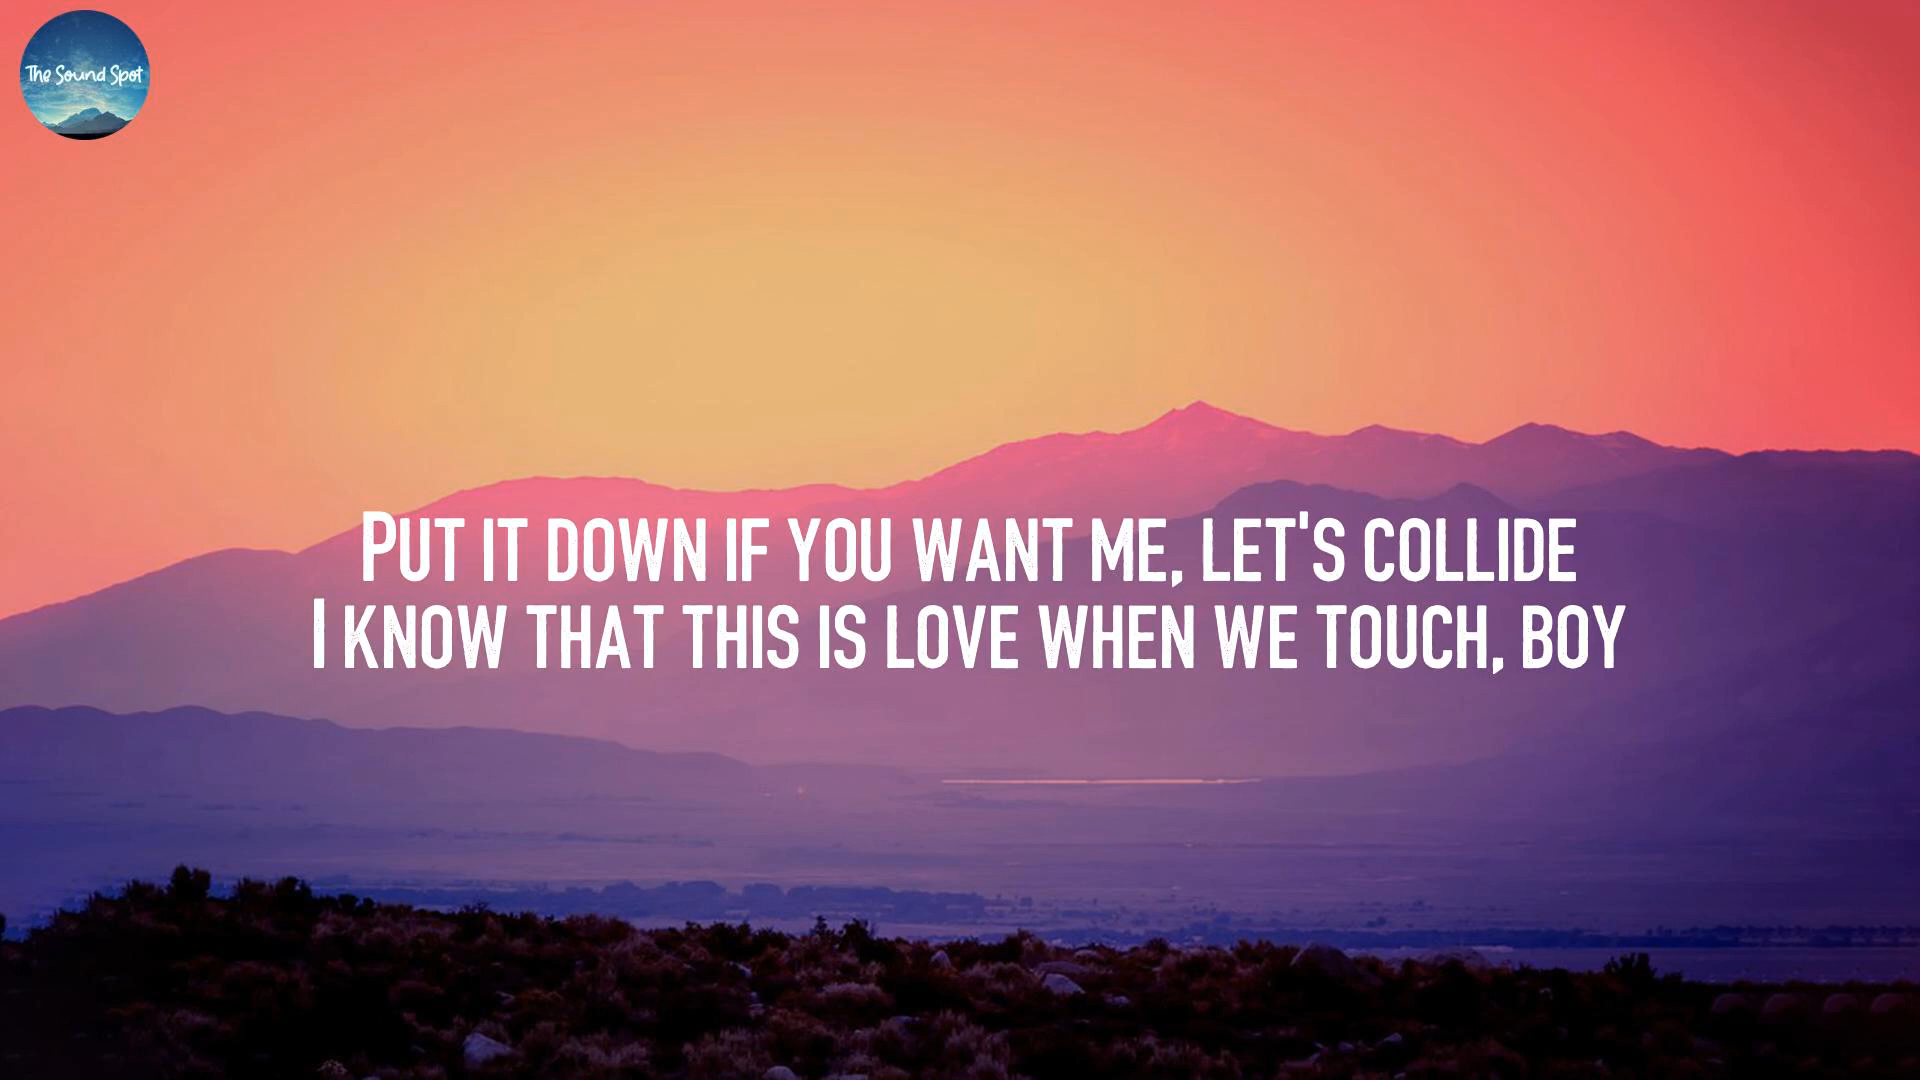 The Sound Spot
Put it down if you want me, let's collide
I know that this is love when we touch, boy